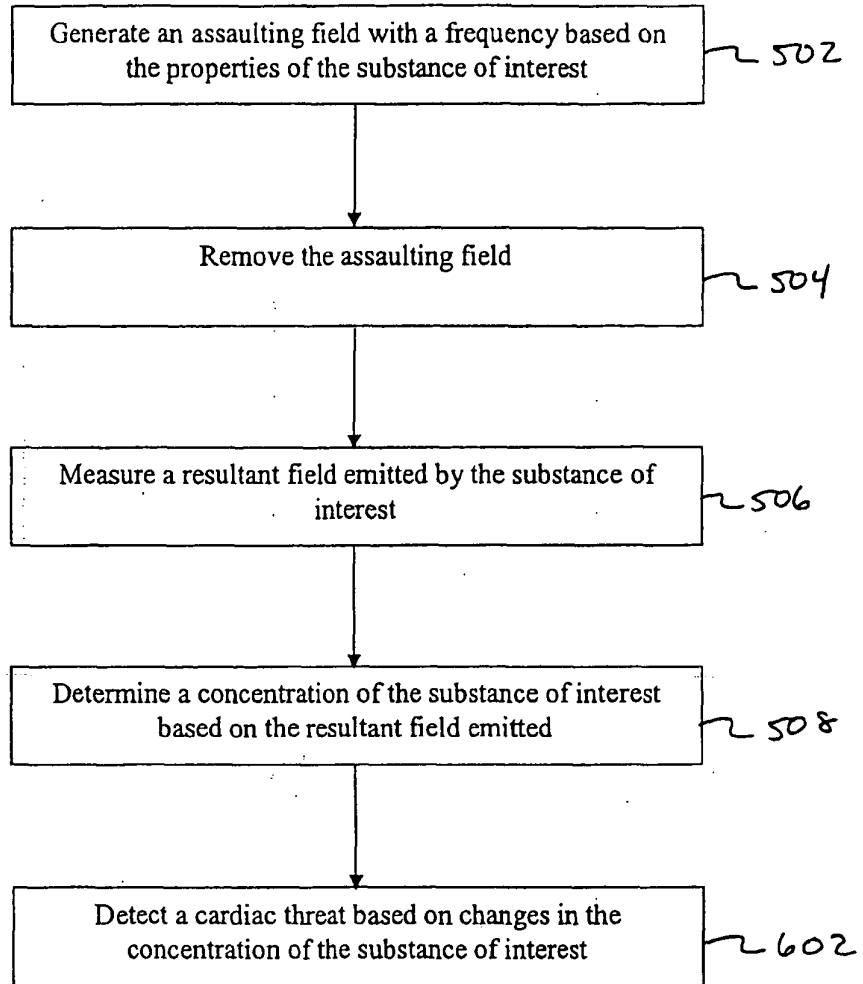 Generate an assaulting field with a frequency based on
the properties of the substance of interest
502
Remove the assaulting field
504
Measure a resultant field emitted by the substance of
interest
506
Determine a concentration of the substance of interest
based on the resultant field emitted
508
Detect a cardiac threat based on changes in the
concentration of the substance of interest
602